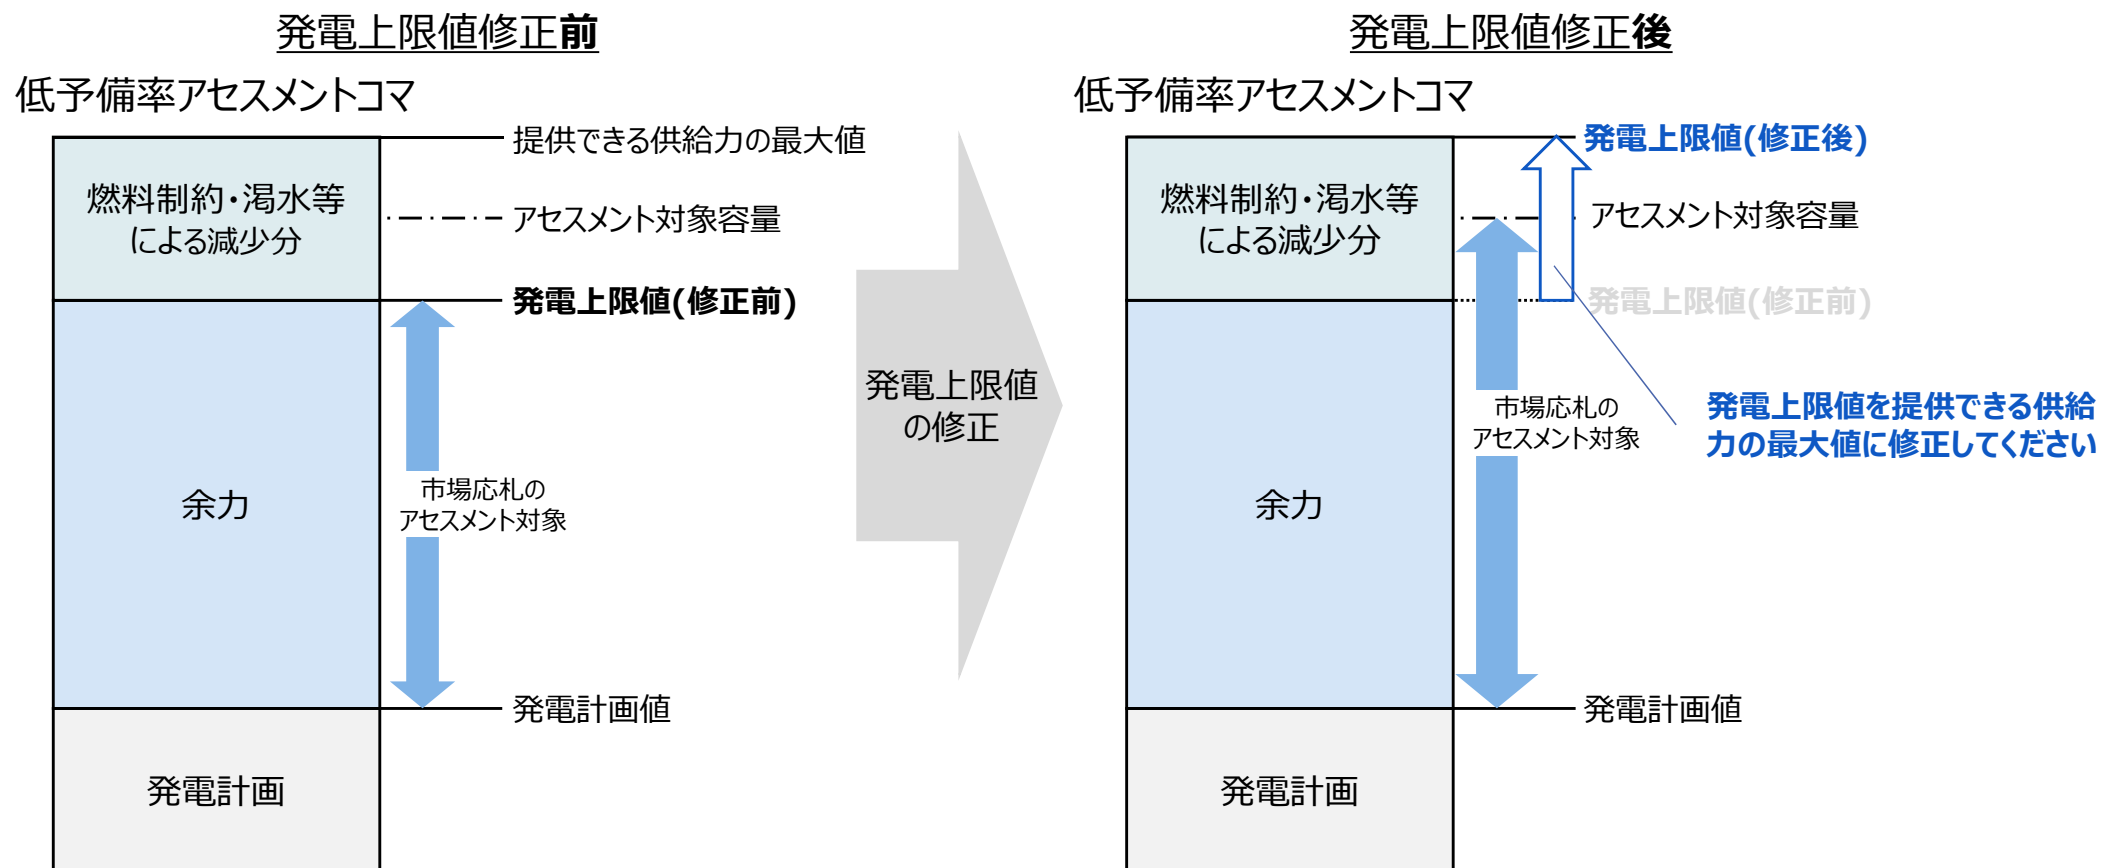 発電上限値修正前
低予備率アセスメントコマ
提供できる供給力の最大値
燃料制約・渇水等
による減少分
アセスメント対象容量
発電上限値(修正前)
余力
市場応札の
アセスメント対象
発電計画値
発電計画
発電上限値
の修正
発電上限値修正後
低予備率アセスメントコマ
発電上限値(修正後)
燃料制約・渇水等
による減少分
アセスメント対象容量
発電上限値(修正前)
市場応札の
アセスメント対象
発電上限値を提供できる供給
力の最大値に修正してください
余力
発電計画値
発電計画